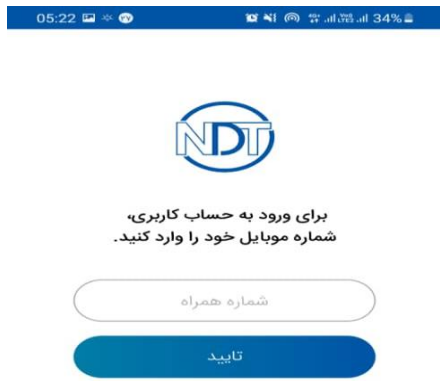 05:22 34%
NDT
برای ورود به حساب کاربری،
شماره موبایل خود را وارد کنید.
شماره همراه
تایید